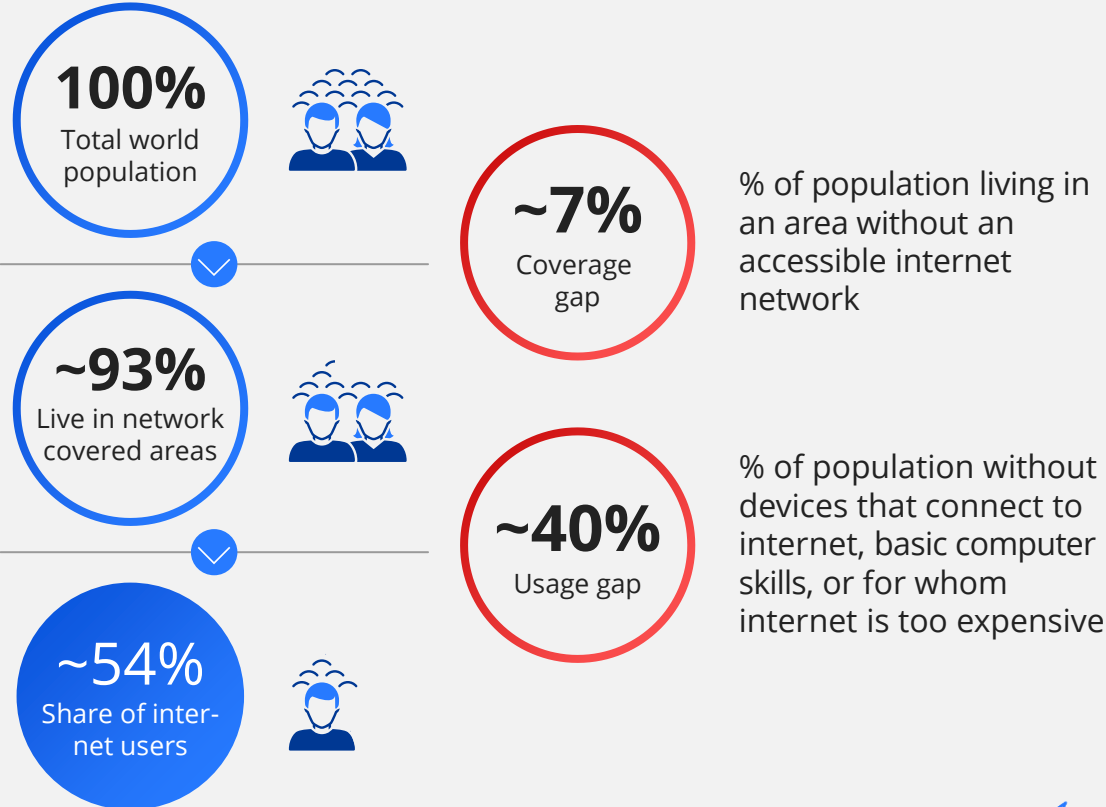 100%
Total world
population
~7%
Coverage
gap
% of population living in
an area without an
accessible internet
network
~93%
Live in network
covered areas
~40%
Usage gap
% of population without
devices that connect to
internet, basic computer
skills, or for whom
internet is too expensive
~54%
Share of inter-
net users